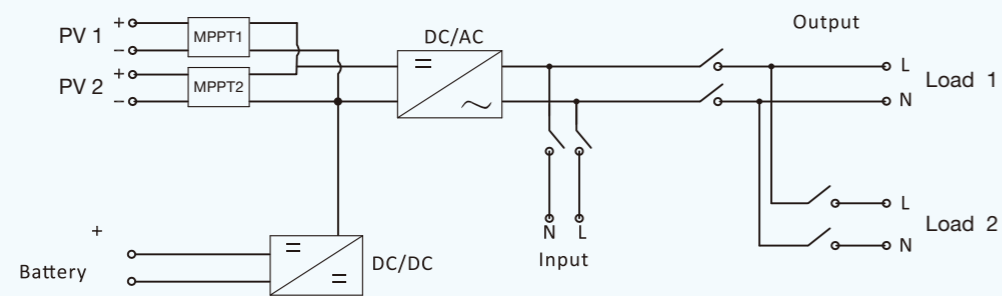 PV 1
+
−
MPPT1
PV 2
+
−
MPPT2
DC/AC
Output
L
N
Load 1
N L
Input
L
N
Load 2
+
Battery
DC/DC